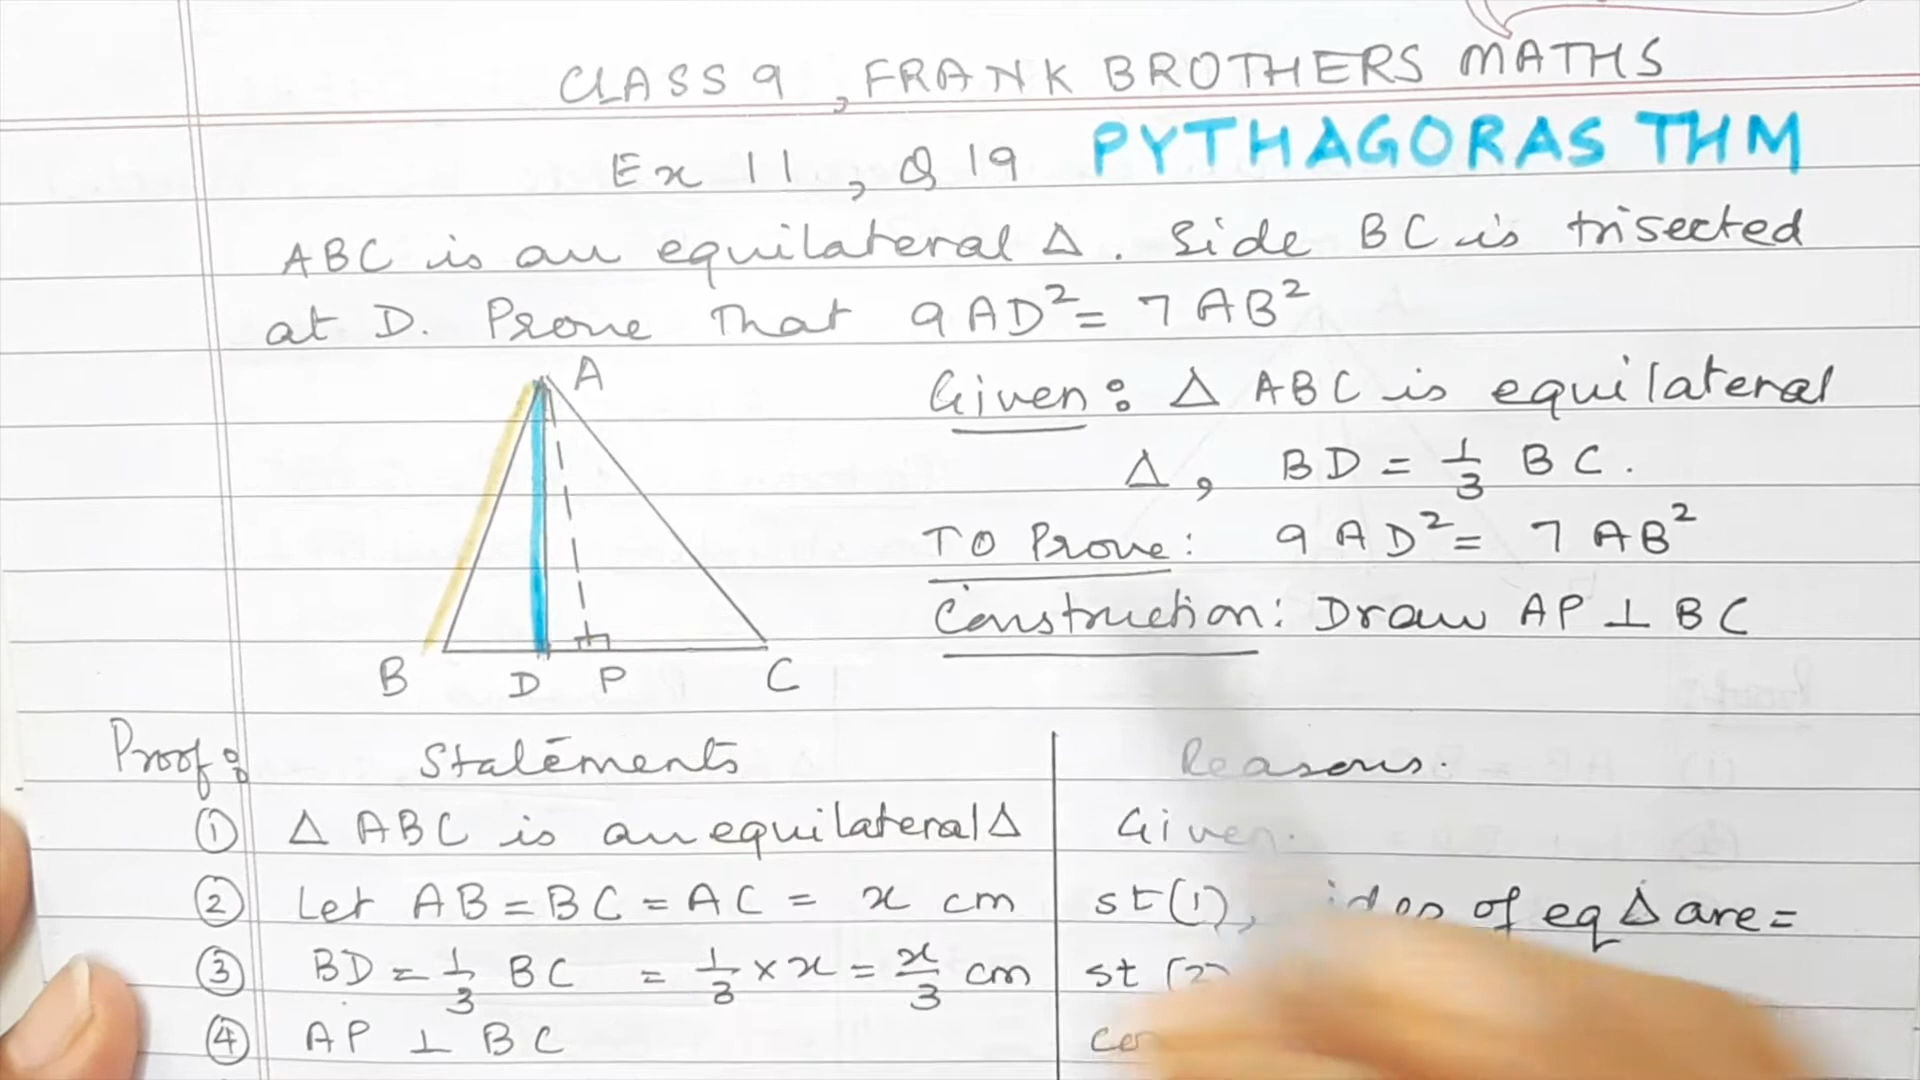 CLASS 9, FRANK BROTHERS MATHS
Ex 11, Q 19 PYTHAGORAS THM
ABC is an equilateral Δ. Side BC is trisected
at D. Prove that 9 AD² = 7 AB²
A
B D P C
Given: Δ ABC is equilateral
Δ, BD = 1/3 BC.
To Prove: 9 AD² = 7 AB²
Construction: Draw AP ⊥ BC
Proof: Statements Reasons.
① Δ ABC is an equilateral Δ Given.
② Let AB = BC = AC = x cm st(1), of eq Δ are =
③ BD = 1/3 BC = 1/3 × x = x/3 cm st (2)
④ AP ⊥ BC